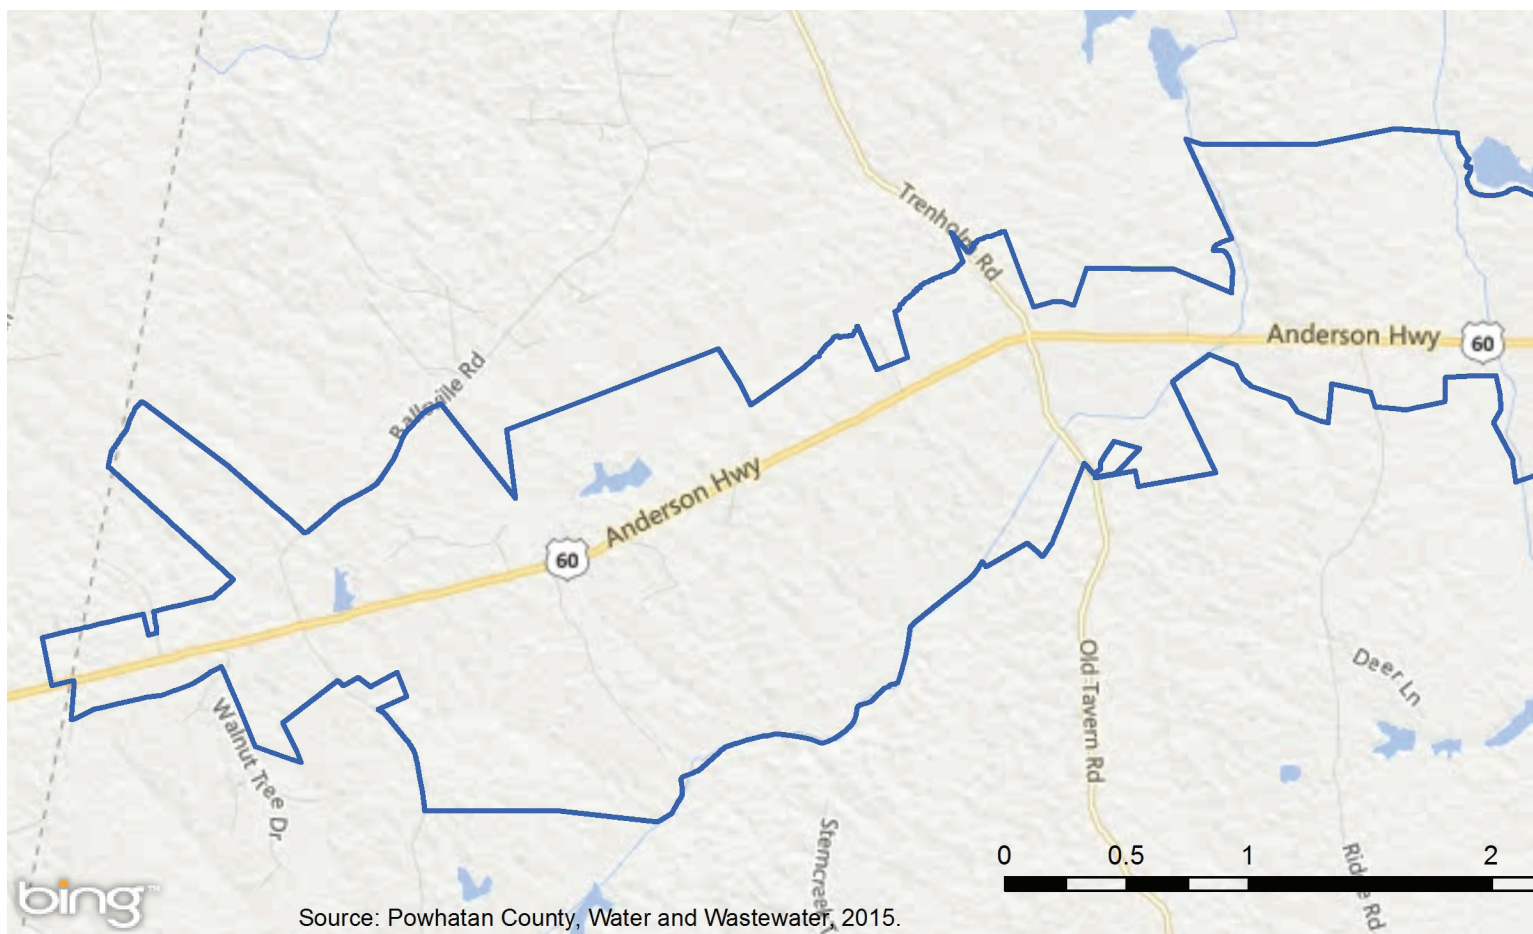 Trenholm Rd
Anderson Hwy
60
Ballsville Rd
Anderson Hwy
60
Deer Ln
Old Tavern Rd
Walnut Tree Dr
Stemcreek
Ridge Rd
0 0.5 1 2
bing™
Source: Powhatan County, Water and Wastewater, 2015.